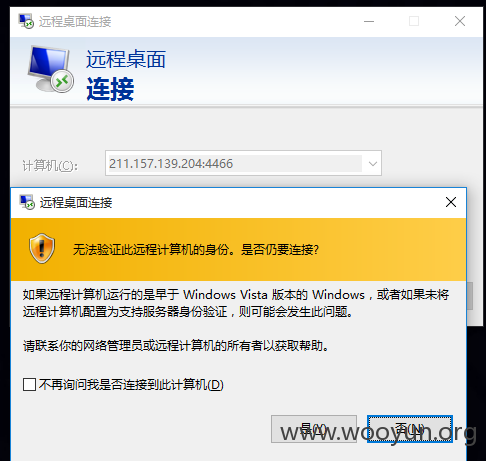 远程桌面连接
远程桌面
连接
计算机(C):
211.157.139.204:4466
远程桌面连接
无法验证此远程计算机的身份。是否仍要连接?
如果远程计算机运行的是早于 Windows Vista 版本的 Windows，或者如果未将
远程计算机配置为支持服务器身份验证，则可能会发生此问题。
请联系你的网络管理员或远程计算机的所有者以获取帮助。
不再询问我是否连接到此计算机(D)
是(Y)
否(N)
www.wooyun.org